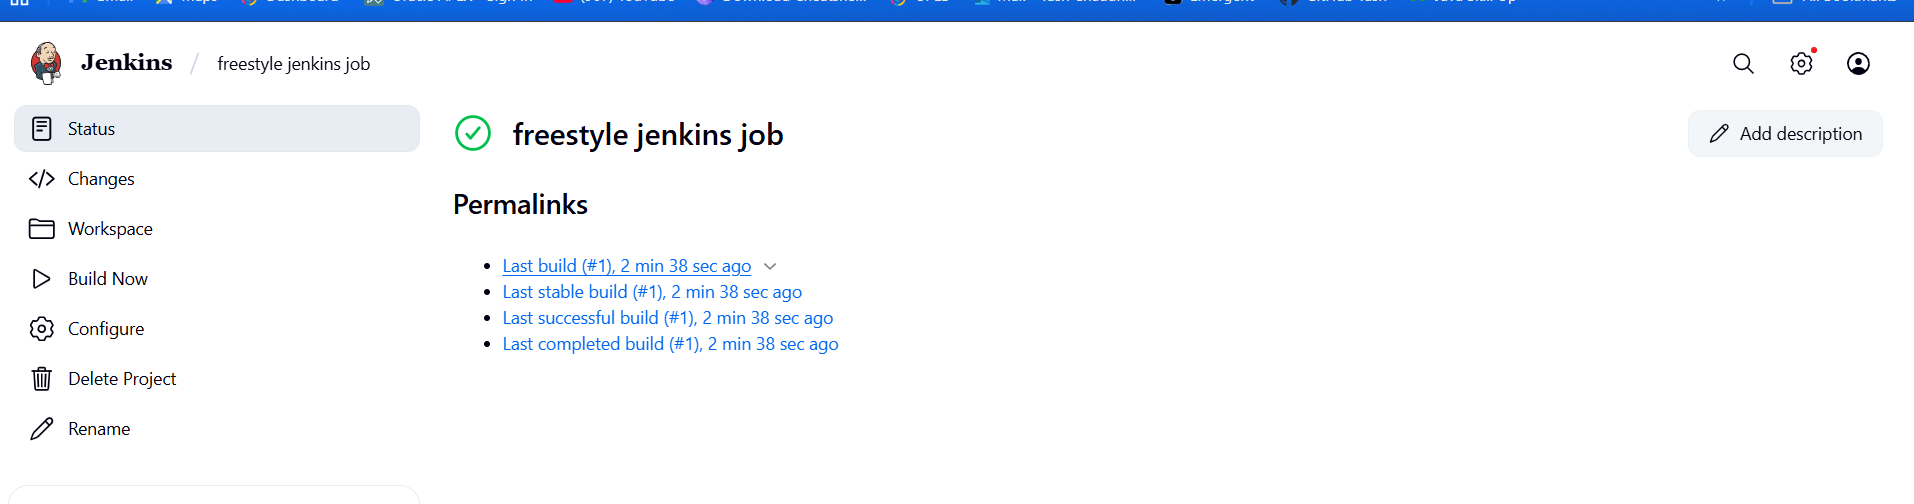 Jenkins / freestyle jenkins job
Status
Changes
Workspace
Build Now
Configure
Delete Project
Rename
freestyle jenkins job
Add description
Permalinks
Last build (#1), 2 min 38 sec ago
Last stable build (#1), 2 min 38 sec ago
Last successful build (#1), 2 min 38 sec ago
Last completed build (#1), 2 min 38 sec ago